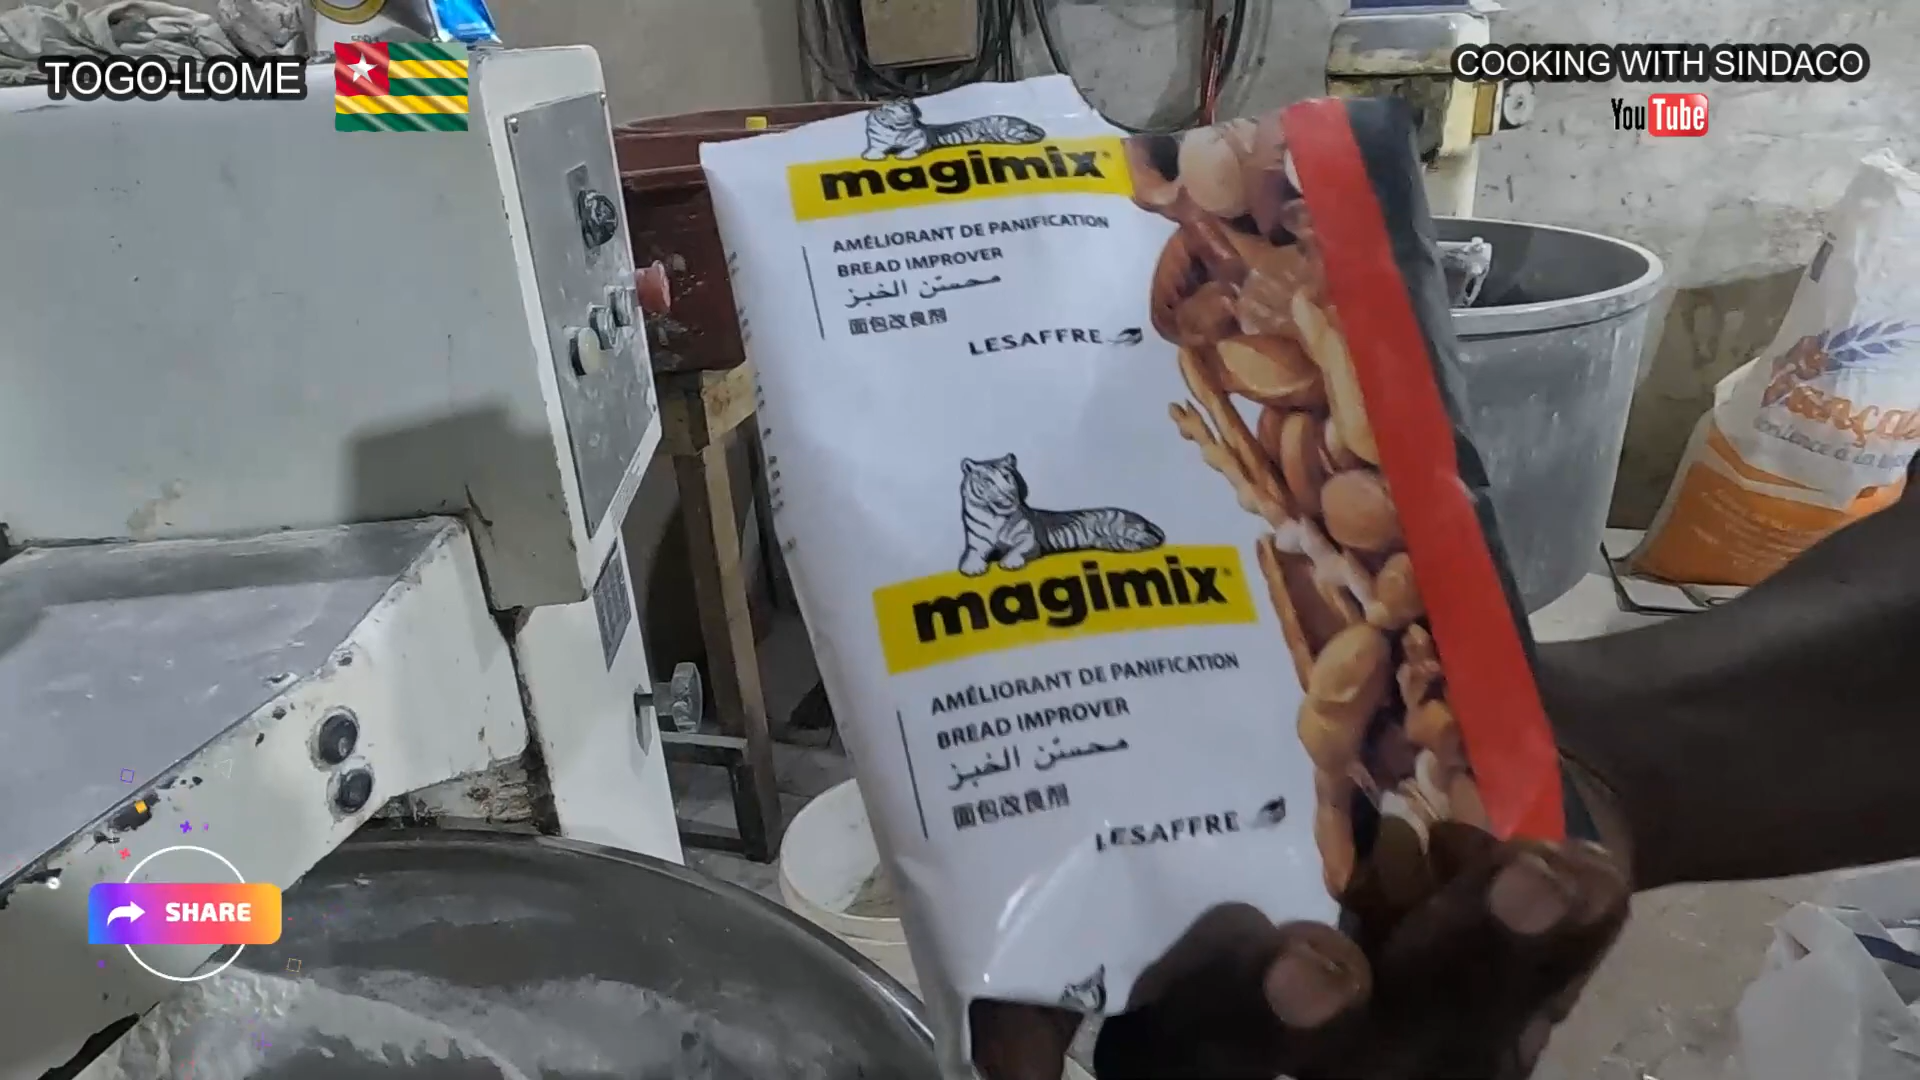 TOGO-LOME
COOKING WITH SINDACO
YouTube
magimix
AMÉLIORANT DE PANIFICATION
BREAD IMPROVER
محسّن الخبز
面包改良剂
LESAFFRE
magimix
AMÉLIORANT DE PANIFICATION
BREAD IMPROVER
محسّن الخبز
面包改良剂
LESAFFRE
SHARE